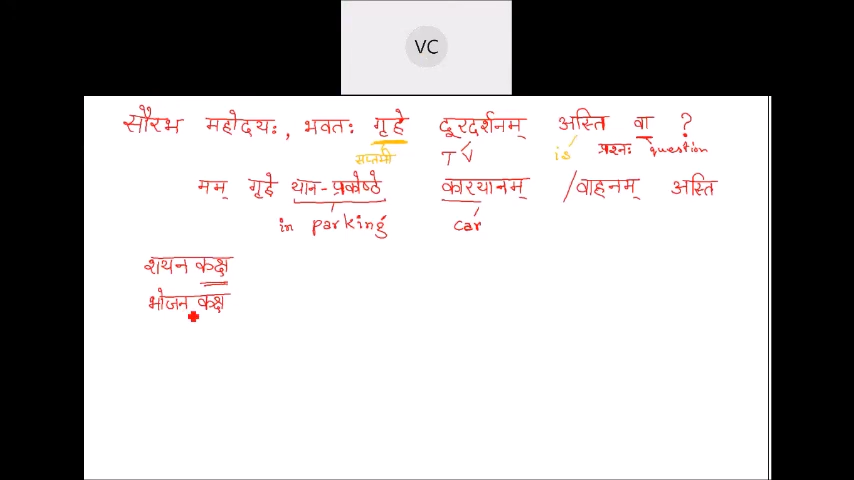 VC
सौरभ महोदयः, भवतः गृहे दूरदर्शनम् अस्ति वा ?
सप्तमी TV is प्रश्नः question
मम् गृहे यान-प्रकोष्ठे कारयानम् /वाहनम् अस्ति
in parking car
शयन कक्ष
भोजन कक्ष